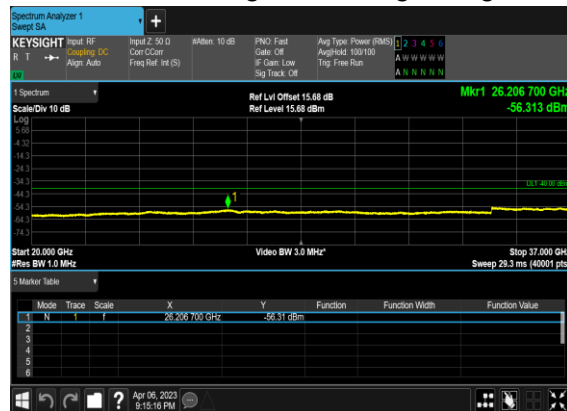 Spectrum Analyzer 1
Swept SA
+
KEYSIGHT Input: RF Input Z: 50 Ω #Atten: 10 dB PNO: Fast Avg Type: Power (RMS) 1 2 3 4 5 6
R T Coupling: DC Corr CCorr Gate: Off Avg|Hold: 100/100 A W W W W W
Align: Auto Freq Ref: Int (S) IF Gain: Low Trig: Free Run
Sig Track: Off A N N N N N
1 Spectrum Ref Lvl Offset 15.68 dB Mkr1 26.206 700 GHz
Scale/Div 10 dB Ref Level 15.68 dBm -56.313 dBm
Log
5.68
-4.32
-14.3
-24.3
-34.3
DL1 -40.00 dBm
-44.3
1
-54.3
-64.3
-74.3
Start 20.000 GHz Video BW 3.0 MHz* Stop 37.000 GHz
#Res BW 1.0 MHz Sweep 29.3 ms (40001 pts
5 Marker Table
Mode Trace Scale X Y Function Function Width Function Value
1 N 1 f 26.206 700 GHz -56.31 dBm
2
3
4
5
6
? Apr 06, 2023
9:15:16 PM